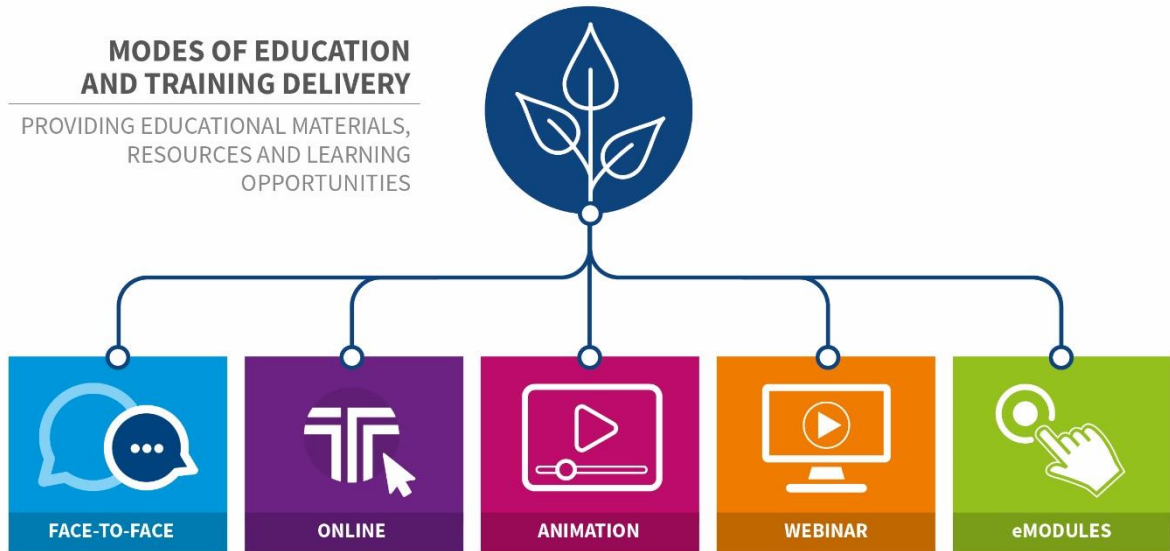 MODES OF EDUCATION
AND TRAINING DELIVERY
PROVIDING EDUCATIONAL MATERIALS,
RESOURCES AND LEARNING
OPPORTUNITIES
FACE-TO-FACE
ONLINE
ANIMATION
WEBINAR
eMODULES